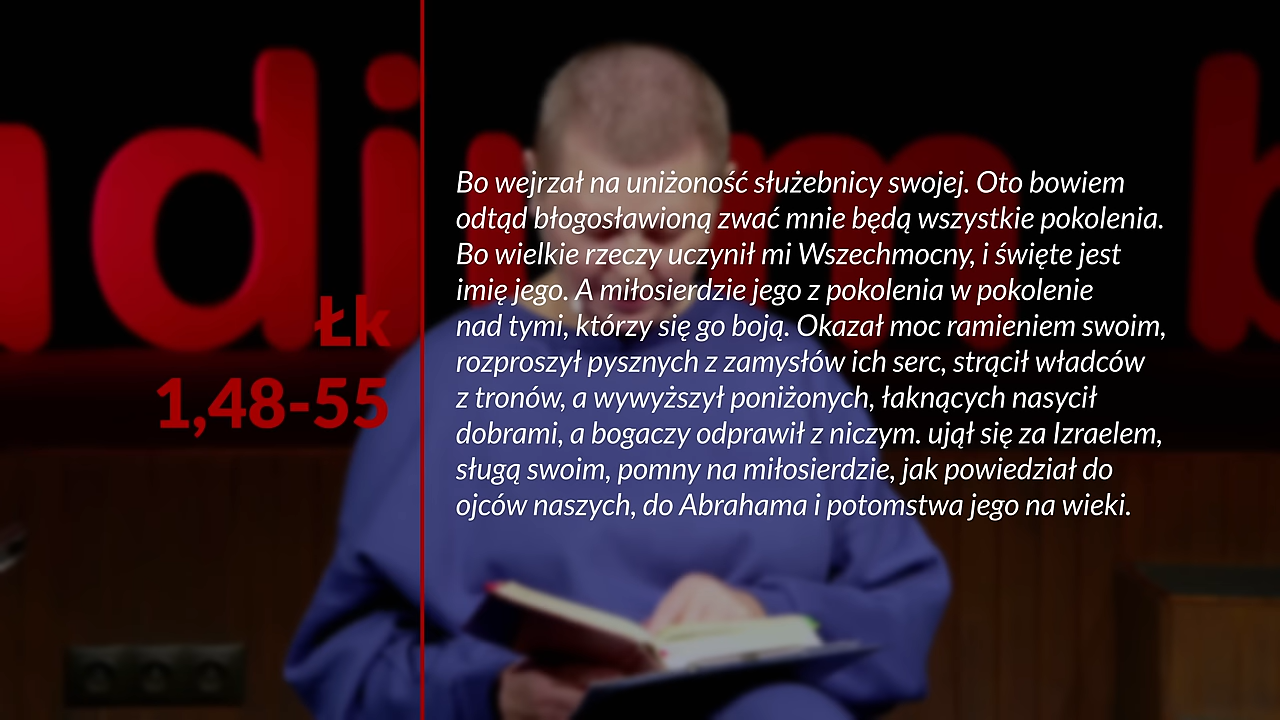 Łk
1,48-55
Bo wejrzał na uniżoność służebnicy swojej. Oto bowiem
odtąd błogosławioną zwać mnie będą wszystkie pokolenia.
Bo wielkie rzeczy uczynił mi Wszechmocny, i święte jest
imię jego. A miłosierdzie jego z pokolenia w pokolenie
nad tymi, którzy się go boją. Okazał moc ramieniem swoim,
rozproszył pysznych z zamysłów ich serc, strącił władców
z tronów, a wywyższył poniżonych, łaknących nasycił
dobrami, a bogaczy odprawił z niczym. ujął się za Izraelem,
sługą swoim, pomny na miłosierdzie, jak powiedział do
ojców naszych, do Abrahama i potomstwa jego na wieki.